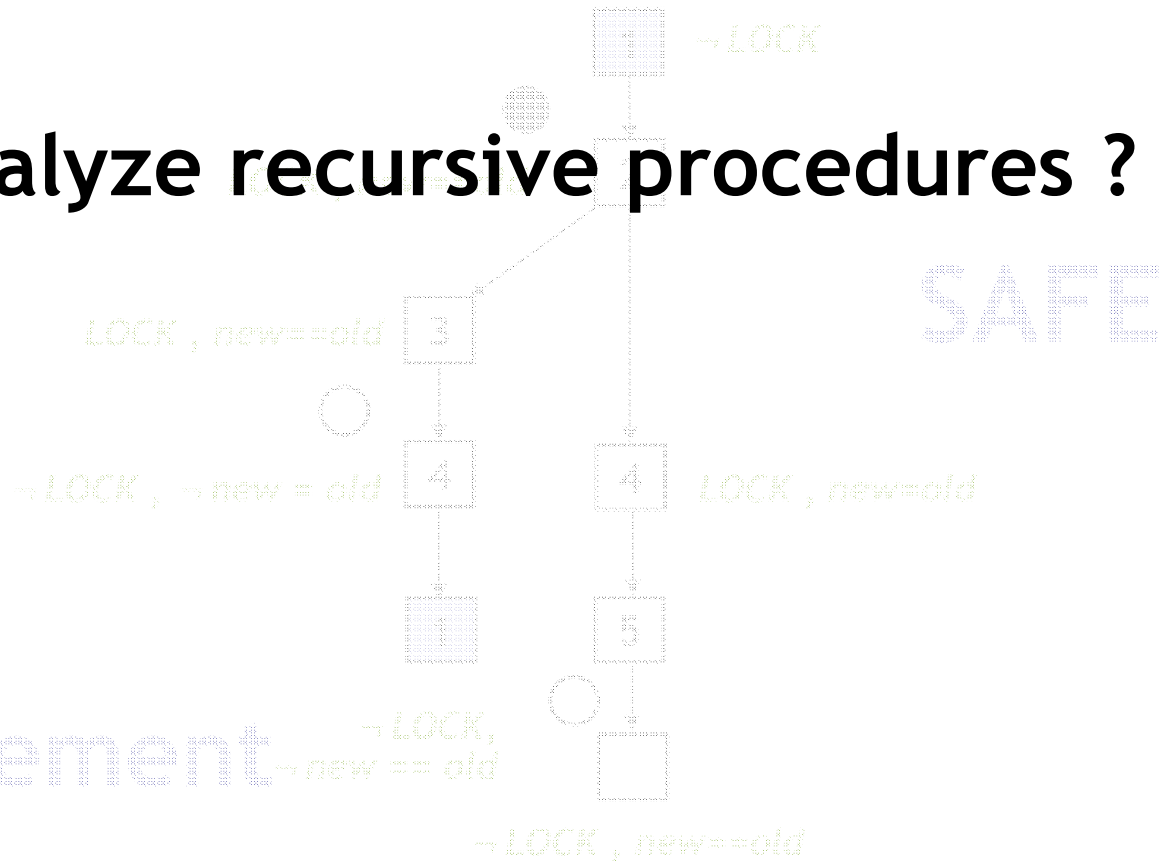 ¬ LOCK
1
alyze recursive procedures ?
SAFE
LOCK , new==old
3
¬ LOCK , ¬ new = old
4
4
LOCK , new=old
1
5
¬ LOCK,
ement
¬ new == old
¬ LOCK , new==old